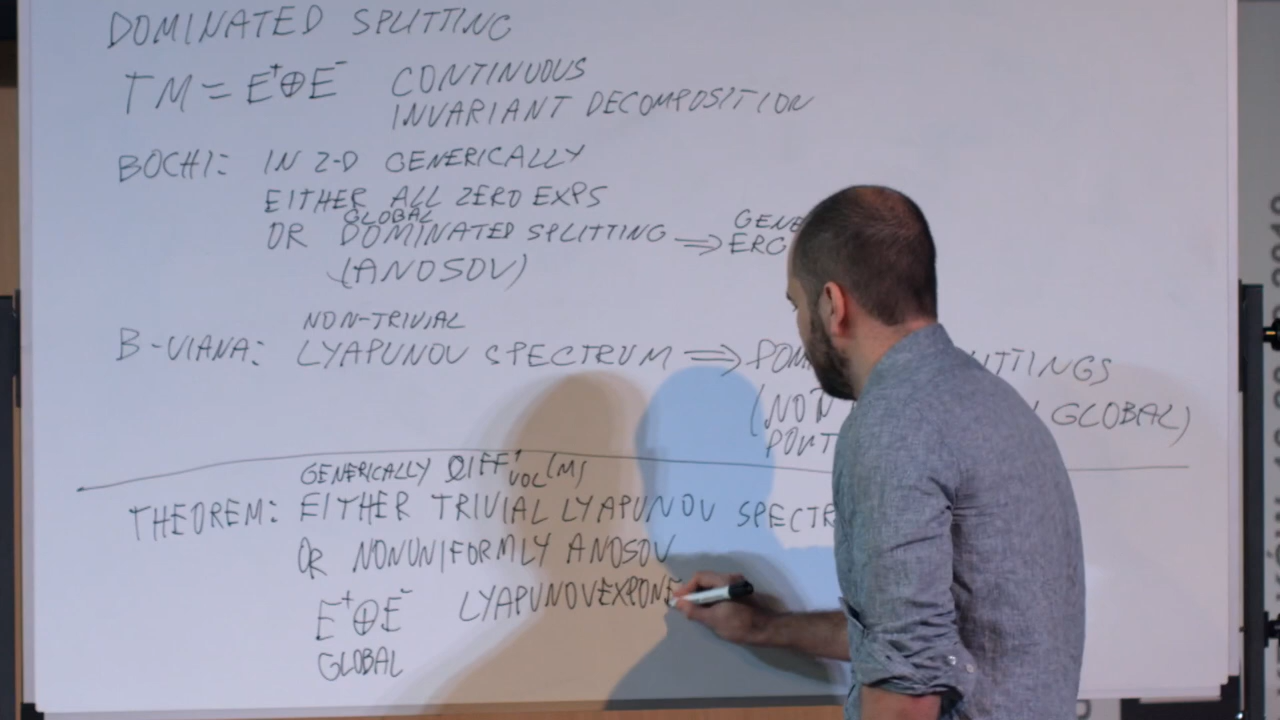 DOMINATED SPLITTING
TM = E⁺⊕E⁻ CONTINUOUS
INVARIANT DECOMPOSITION
BOCHI: IN 2-D GENERICALLY
EITHER ALL ZERO EXPS
GLOBAL
OR DOMINATED SPLITTING ⇒
(ANOSOV)
NON-TRIVIAL
B-VIANA: LYAPUNOV SPECTRUM ⇒
GLOBAL)
GENERICALLY DIFF¹VOL(M)
THEOREM: EITHER TRIVIAL LYAPUNOV
OR NONUNIFORMLY ANOSOV
E⁺⊕E⁻ LYAPUNOV EXPONE
GLOBAL